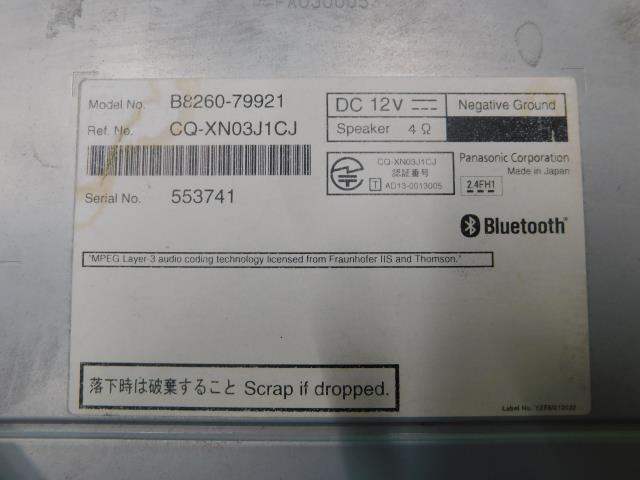 Model No. B8260-79921
Ref. No. CQ-XN03J1CJ
Serial No. 553741
DC 12V
Negative Ground
Speaker 4 Ω
CQ-XN03J1CJ
認証番号
T AD13-0013005
Panasonic Corporation
Made in Japan
2.4FH1
Bluetooth®
"MPEG Layer-3 audio coding technology licensed from Fraunhofer IIS and Thomson."
落下時は破棄すること Scrap if dropped.
Label No.